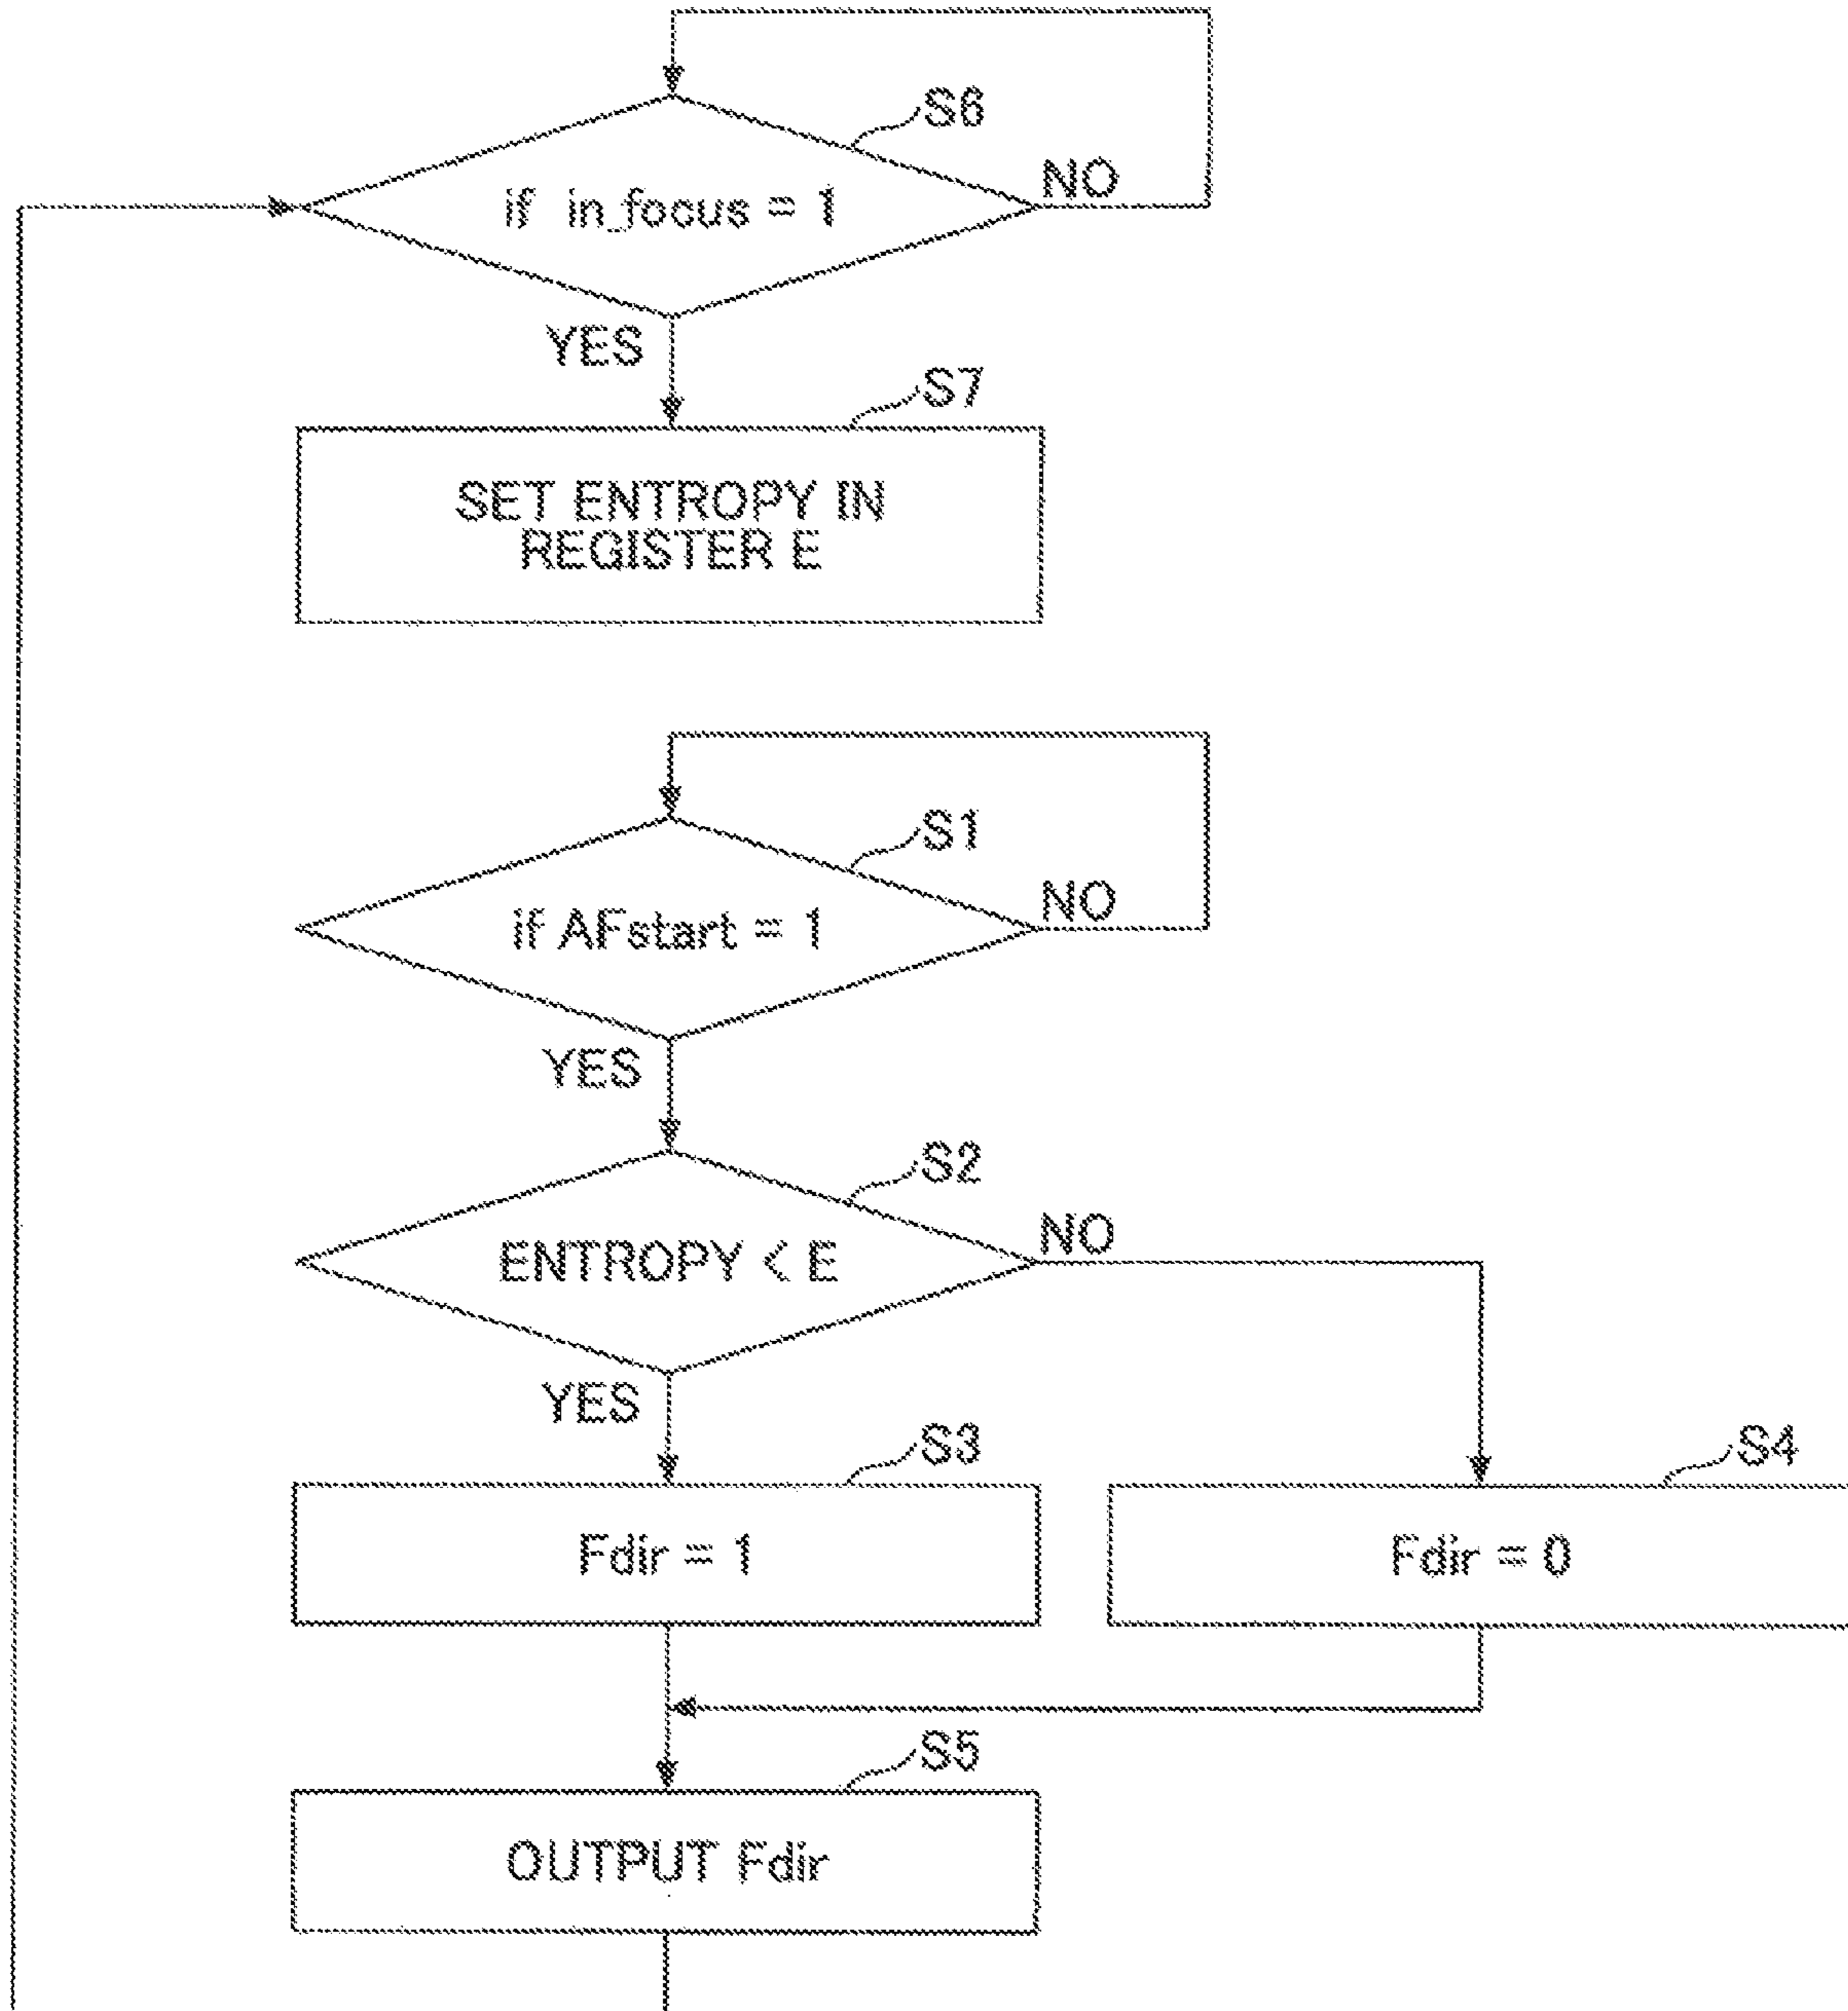 S6
if in_focus = 1
NO
YES
S7
SET ENTROPY IN
REGISTER E
S1
if AFstart = 1
NO
YES
S2
ENTROPY < E
NO
YES
S3
Fdir = 1
S4
Fdir = 0
S5
OUTPUT Fdir